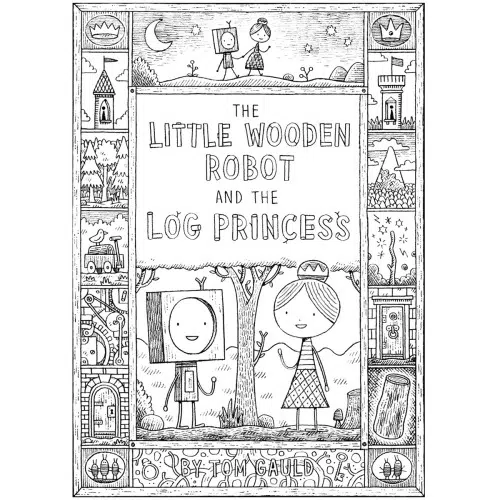 THE
LITTLE WOODEN
ROBOT
AND THE
LOG PRINCESS
BY TOM GAULD